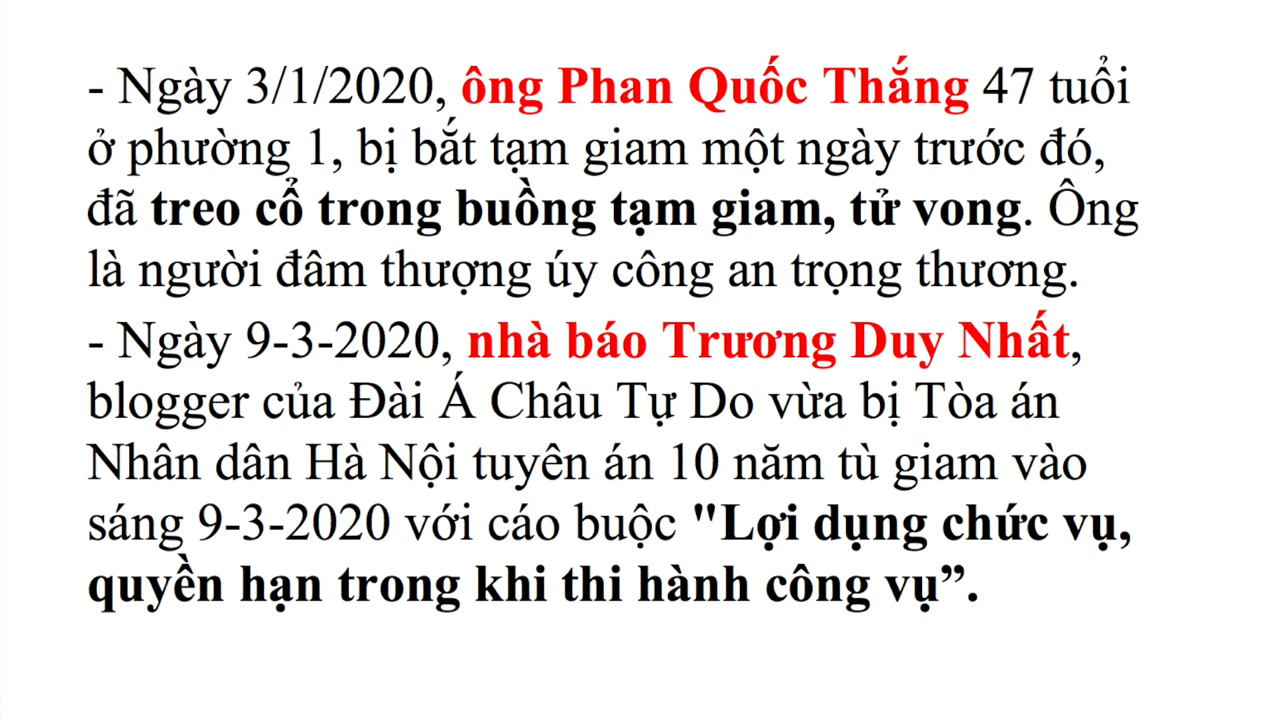 - Ngày 3/1/2020, ông Phan Quốc Thắng 47 tuổi
ở phường 1, bị bắt tạm giam một ngày trước đó,
đã treo cổ trong buồng tạm giam, tử vong. Ông
là người đâm thượng úy công an trọng thương.
- Ngày 9-3-2020, nhà báo Trương Duy Nhất,
blogger của Đài Á Châu Tự Do vừa bị Tòa án
Nhân dân Hà Nội tuyên án 10 năm tù giam vào
sáng 9-3-2020 với cáo buộc "Lợi dụng chức vụ,
quyền hạn trong khi thi hành công vụ”.